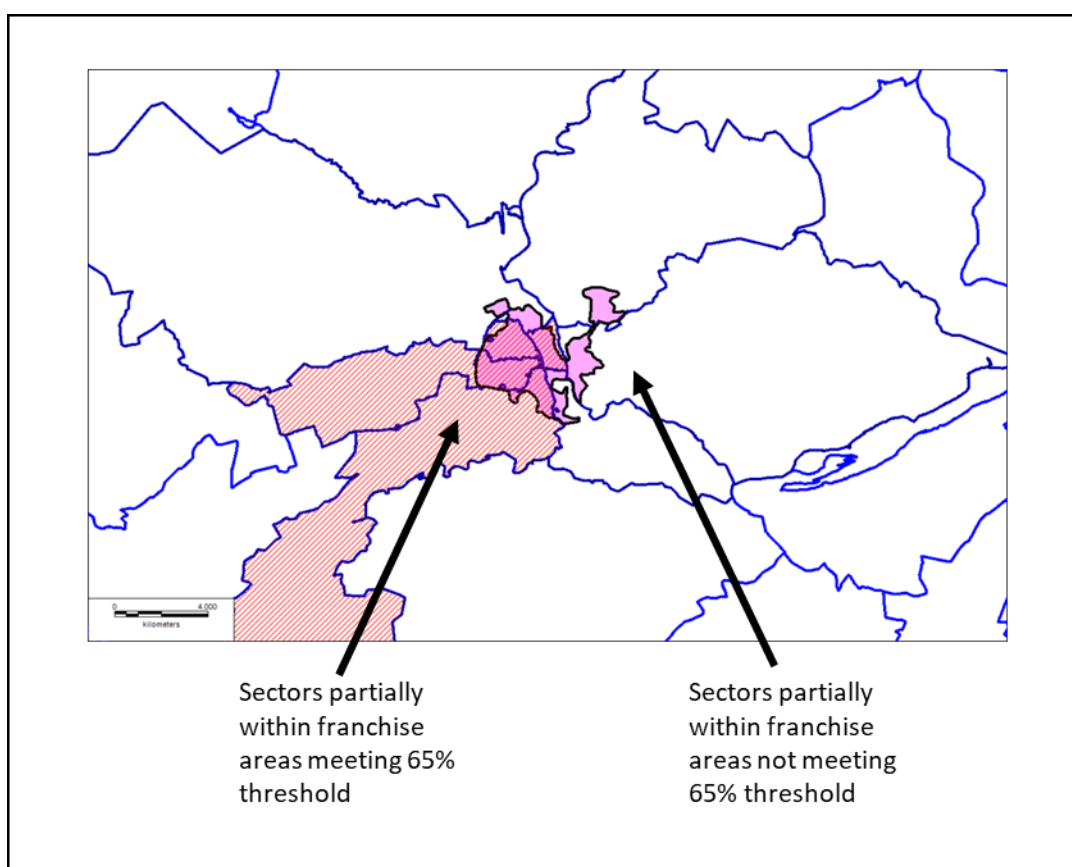 0 4,000
kilometers
Sectors partially
within franchise
areas meeting 65%
threshold
Sectors partially
within franchise
areas not meeting
65% threshold